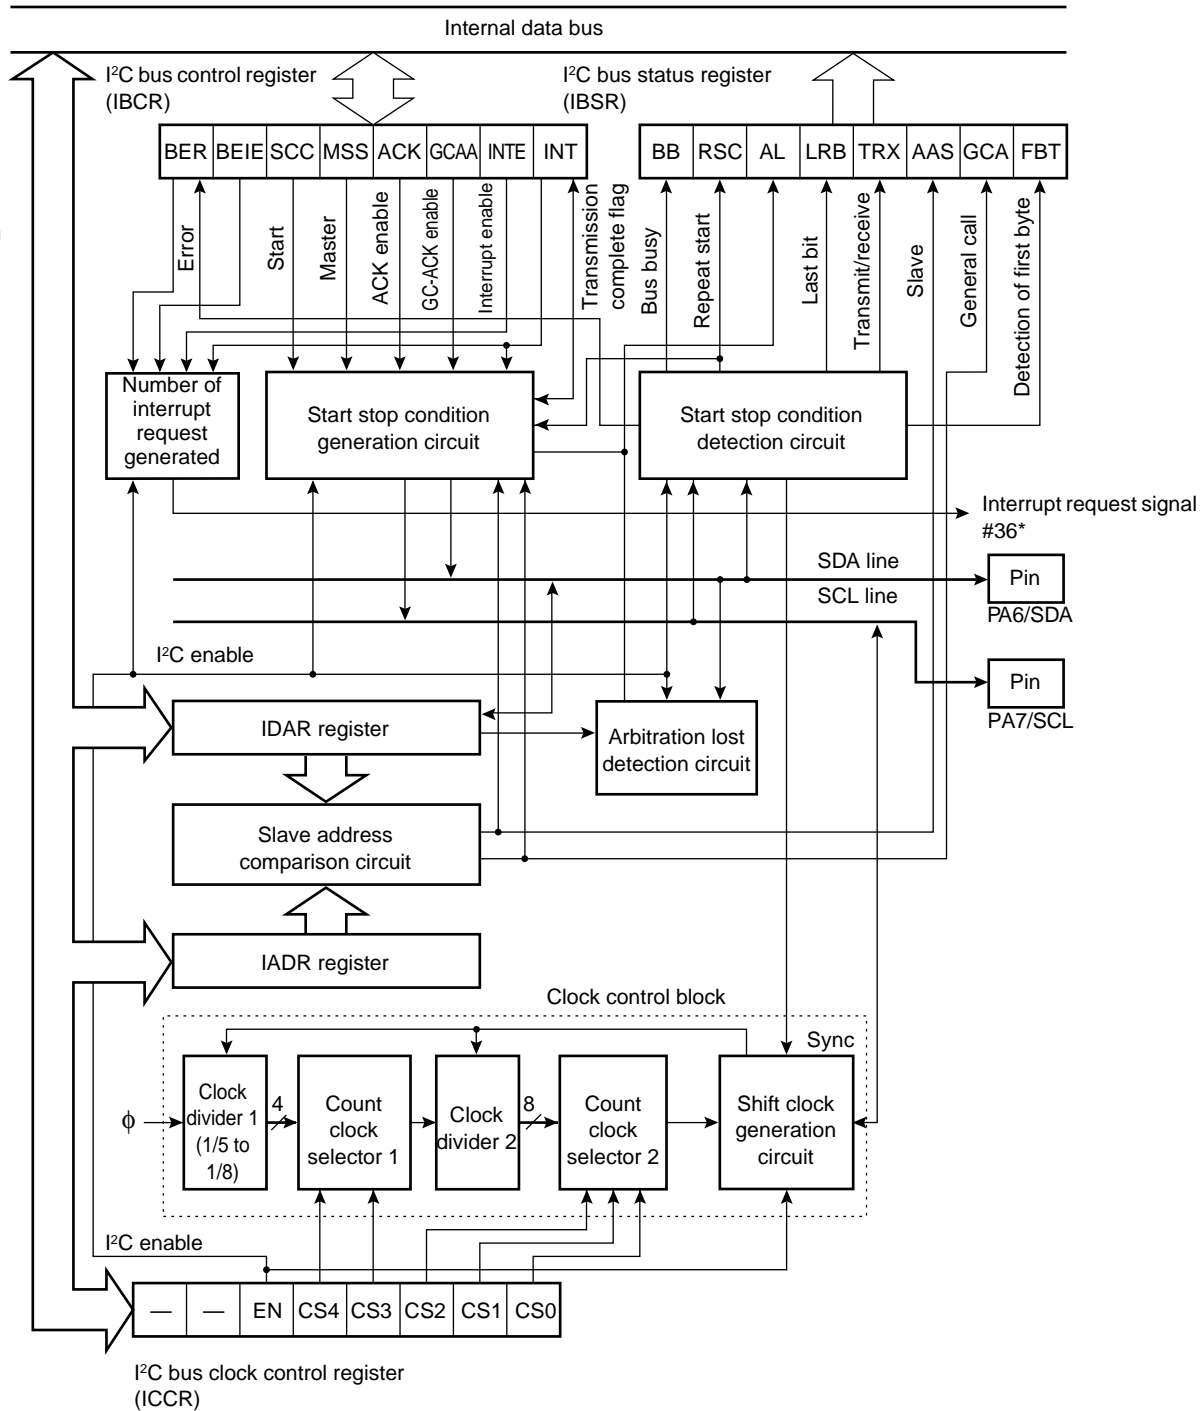 Internal data bus
I²C bus control register
(IBCR)
I²C bus status register
(IBSR)
BER BEIE SCC MSS ACK GCAA INTE INT
BB RSC AL LRB TRX AAS GCA FBT
Error
Start
Master
ACK enable
GC-ACK enable
Interrupt enable
Transmission
complete flag
Bus busy
Repeat start
Last bit
Transmit/receive
Slave
General call
Detection of first byte
Number of
interrupt
request
generated
Start stop condition
generation circuit
Start stop condition
detection circuit
Interrupt request signal
#36*
SDA line
SCL line
Pin
PA6/SDA
Pin
PA7/SCL
I²C enable
IDAR register
Arbitration lost
detection circuit
Slave address
comparison circuit
IADR register
Clock control block
Sync
ϕ
Clock
divider 1
(1/5 to
1/8)
4
Count
clock
selector 1
Clock
divider 2
8
Count
clock
selector 2
Shift clock
generation
circuit
I²C enable
— — EN CS4 CS3 CS2 CS1 CS0
I²C bus clock control register
(ICCR)